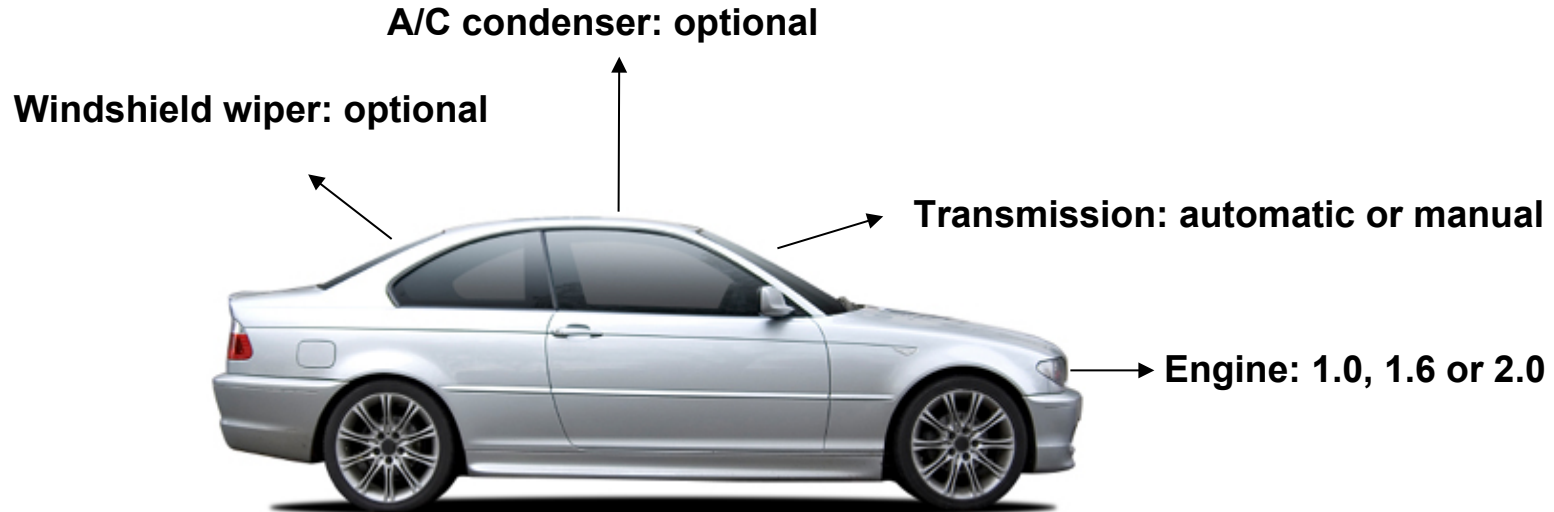 A/C condenser: optional
Windshield wiper: optional
Transmission: automatic or manual
Engine: 1.0, 1.6 or 2.0